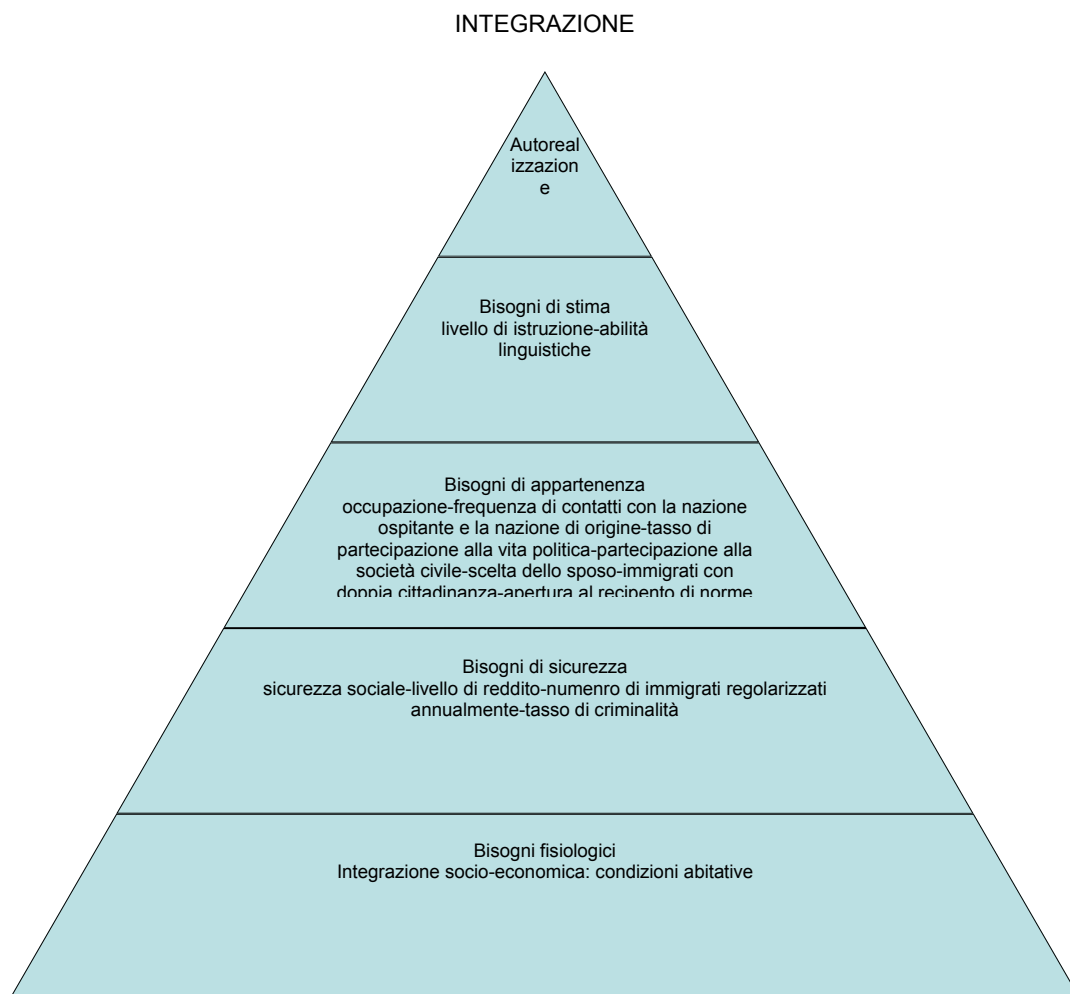 INTEGRAZIONE
Autoreal
izzazion
e
Bisogni di stima
livello di istruzione-abilità
linguistiche
Bisogni di appartenenza
occupazione-frequenza di contatti con la nazione
ospitante e la nazione di origine-tasso di
partecipazione alla vita politica-partecipazione alla
società civile-scelta dello sposo-immigrati con
doppia cittadinanza-apertura al recipento di norme
Bisogni di sicurezza
sicurezza sociale-livello di reddito-numenro di immigrati regolarizzati
annualmente-tasso di criminalità
Bisogni fisiologici
Integrazione socio-economica: condizioni abitative